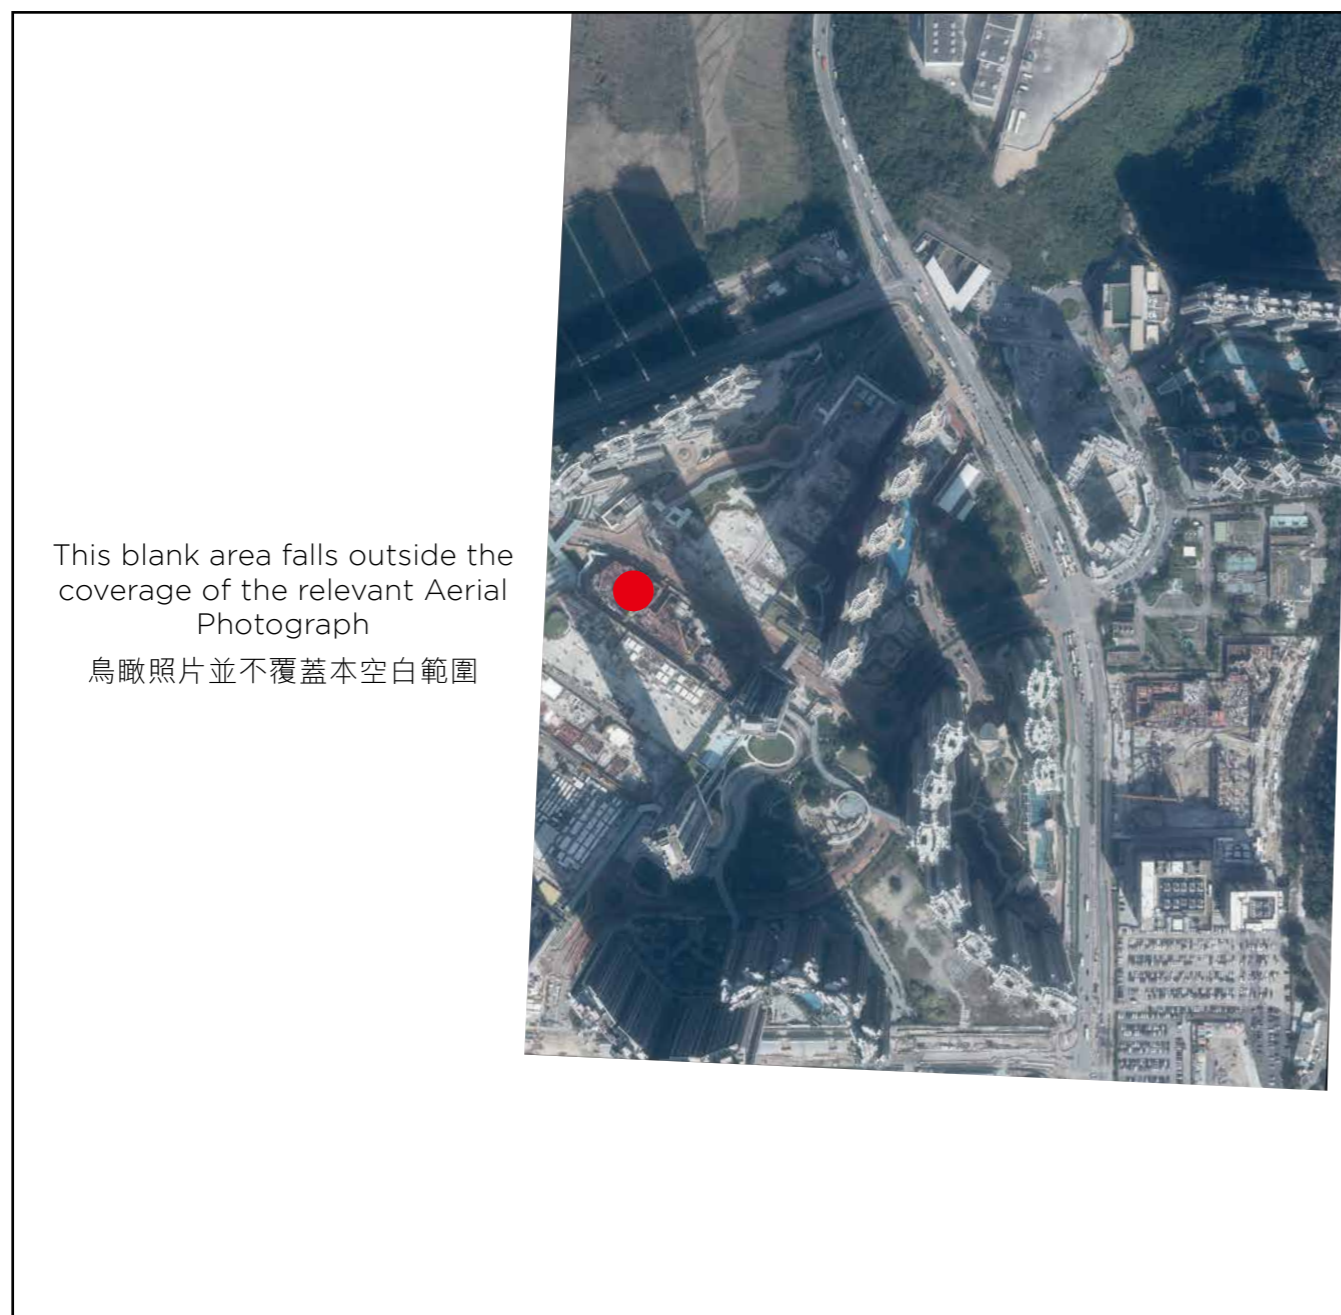 This blank area falls outside the
coverage of the relevant Aerial
Photograph
鳥瞰照片並不覆蓋本空白範圍